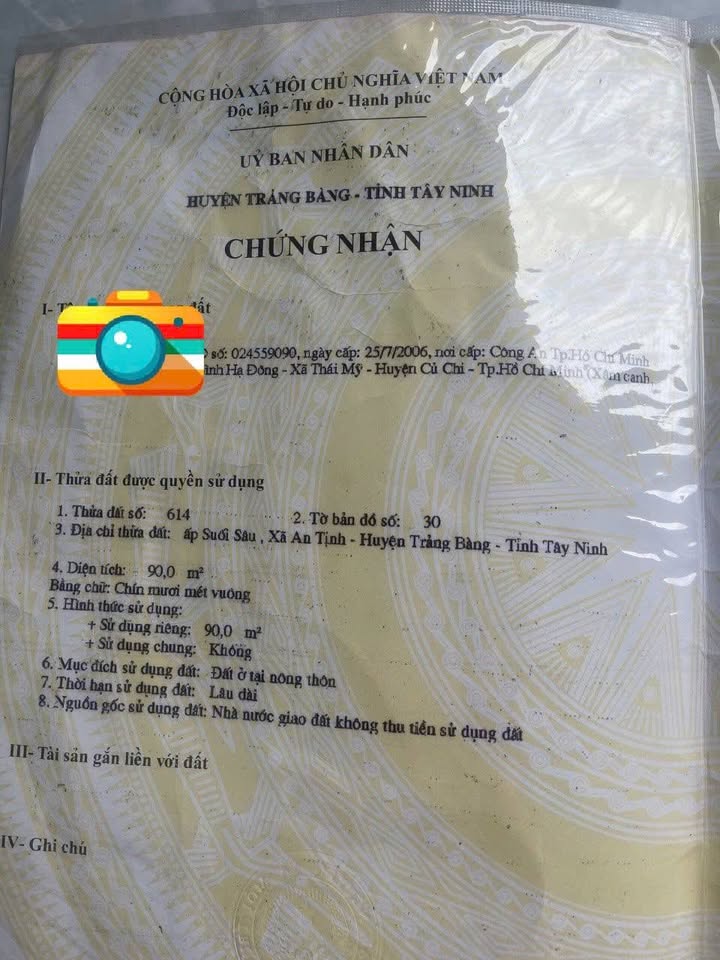 CỘNG HÒA XÃ HỘI CHỦ NGHĨA VIỆT NAM
Độc lập - Tự do - Hạnh phúc
UỶ BAN NHÂN DÂN
HUYỆN TRẢNG BÀNG - TỈNH TÂY NINH
CHỨNG NHẬN
I- đất
số: 024559090, ngày cấp: 25/7/2006, nơi cấp: Công An Tp.Hồ Chí Minh
Hạ Đông - Xã Thái Mỹ - Huyện Củ Chi - Tp.Hồ Chí Minh (Xâm canh
II- Thửa đất được quyền sử dụng
1. Thửa đất số: 614 2. Tờ bản đồ số: 30
3. Địa chỉ thửa đất: ấp Suối Sâu , Xã An Tịnh - Huyện Trảng Bàng - Tỉnh Tây Ninh
4. Diện tích: 90,0 m²
Bằng chữ: Chín mươi mét vuông
5. Hình thức sử dụng:
+ Sử dụng riêng: 90,0 m²
+ Sử dụng chung: Không
6. Mục đích sử dụng đất: Đất ở tại nông thôn
7. Thời hạn sử dụng đất: Lâu dài
8. Nguồn gốc sử dụng đất: Nhà nước giao đất không thu tiền sử dụng đất
III- Tài sản gắn liền với đất
IV- Ghi chú